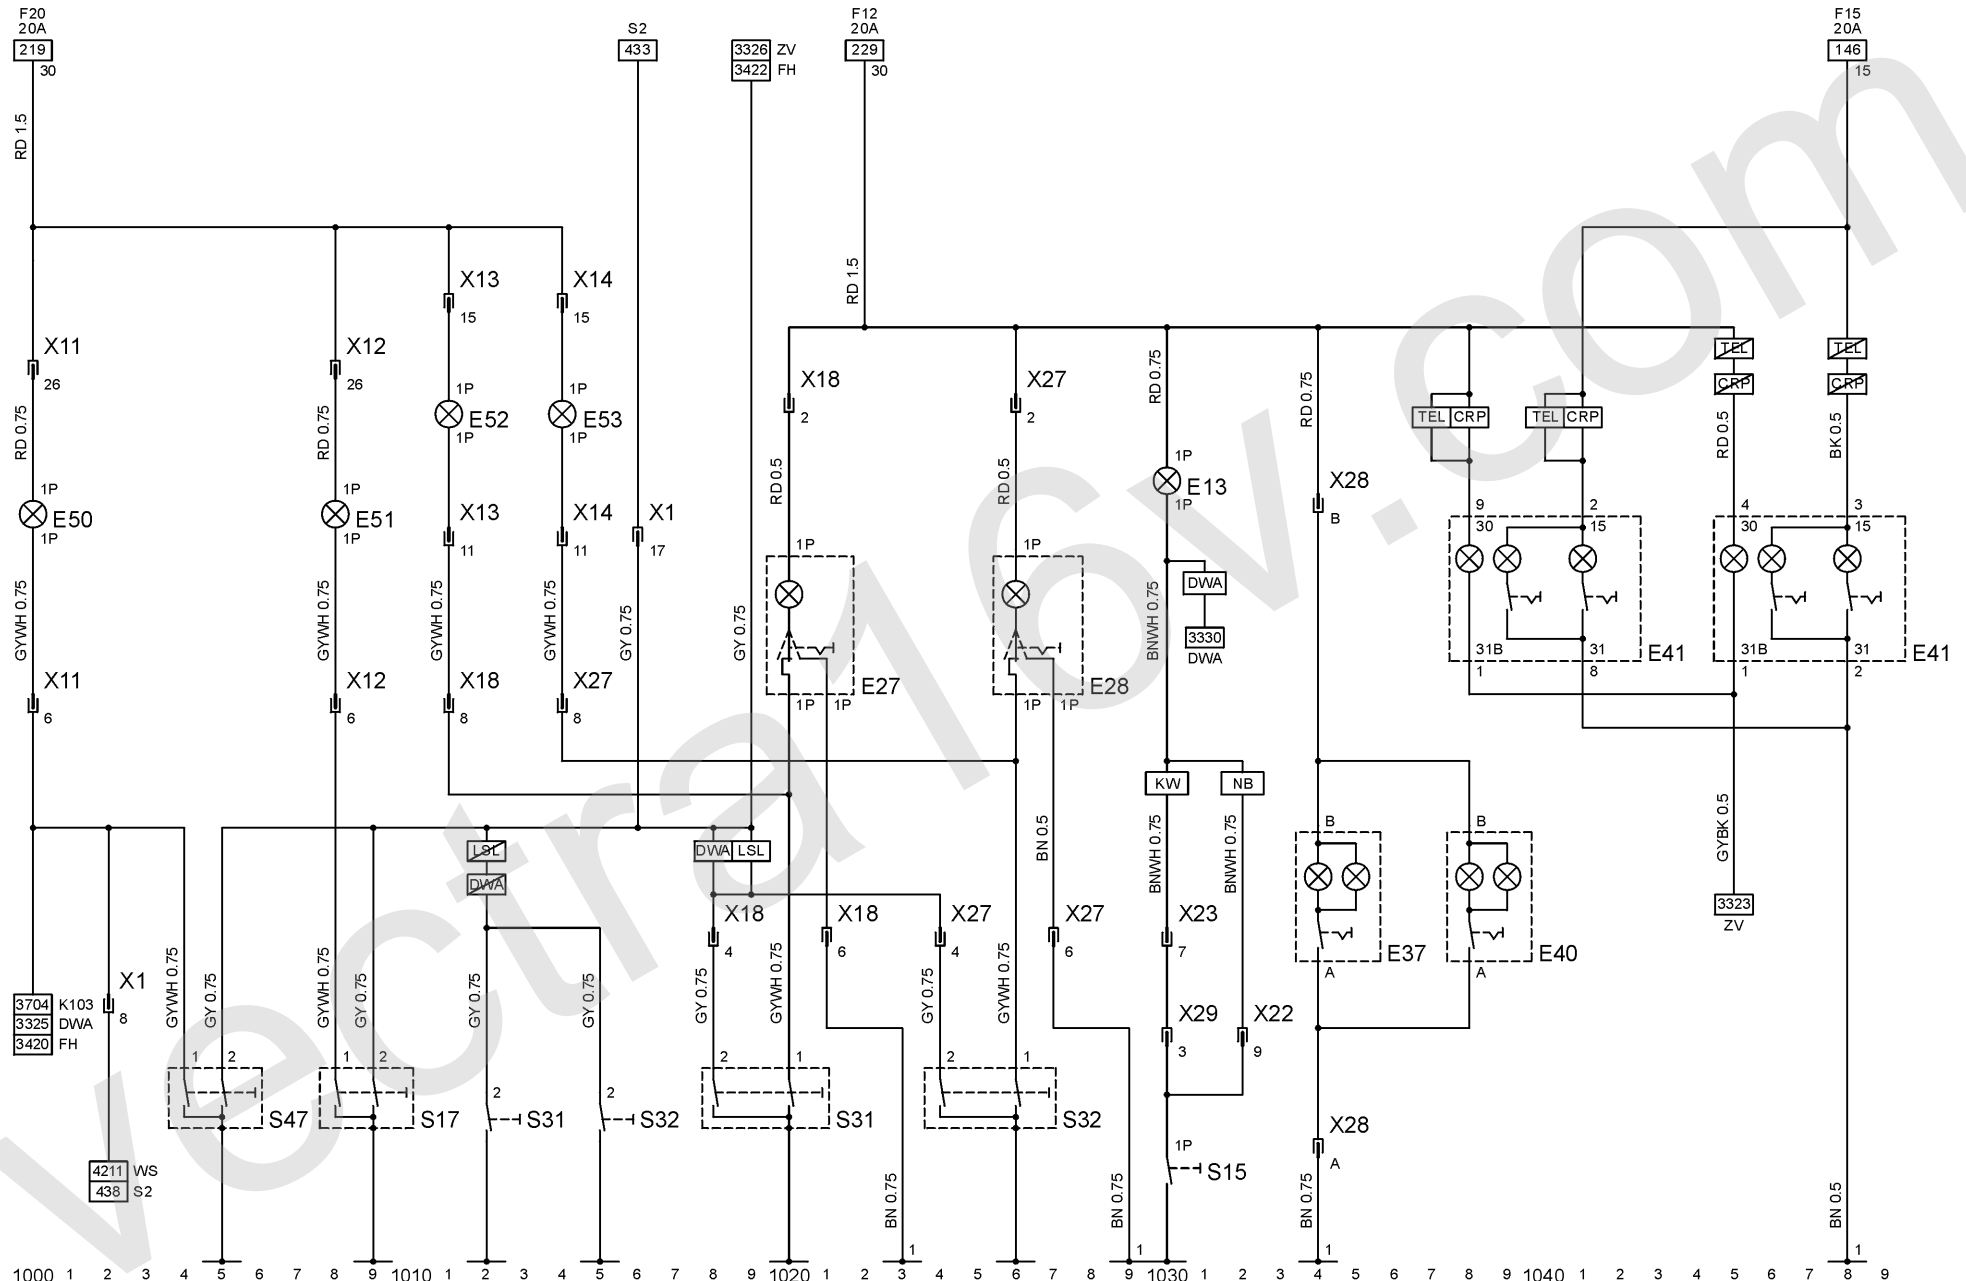 F20
20A
219
30
S2
433
3326 ZV
3422 FH
F12
20A
229
30
F15
20A
146
15
RD 1.5
RD 1.5
X13
15
X14
15
X11
26
X12
26
X18
2
X27
2
RD 0.75
RD 0.75
TEL
CRP
TEL
CRP
TEL CRP
TEL CRP
RD 0.75
RD 0.75
1P
E52
1P
1P
E53
1P
RD 0.5
RD 0.5
RD 0.5
BK 0.5
1P
E50
1P
1P
E51
1P
X13
11
X14
11
X1
17
1P
E13
1P
X28
B
9
30
2
15
4
30
3
15
1P
1P
DWA
3330
DWA
GYWH 0.75
GYWH 0.75
GYWH 0.75
GYWH 0.75
GY 0.75
GY 0.75
BNWH 0.75
31B
1
31
8
E41
31B
1
31
2
E41
X11
6
X12
6
X18
8
X27
8
E27
1P 1P
E28
1P 1P
KW
NB
BN 0.5
BNWH 0.75
BNWH 0.75
GYBK 0.5
LSL
DWA
DWA LSL
B
B
X18
4
X18
6
X27
4
X27
6
X23
7
E37
A
E40
A
3323
ZV
GYWH 0.75
GY 0.75
GYWH 0.75
GY 0.75
GY 0.75
GY 0.75
GY 0.75
GYWH 0.75
GY 0.75
GYWH 0.75
3704 K103
3325 DWA
3420 FH
X1
8
X29
3
X22
9
1 2
S47
1 2
S17
2
S31
2
S32
2 1
S31
2 1
S32
X28
A
1P
S15
4211 WS
438 S2
BN 0.75
BN 0.75
BN 0.75
BN 0.5
1
1
1
1
1000 1 2 3 4 5 6 7 8 9 1010 1 2 3 4 5 6 7 8 9 1020 1 2 3 4 5 6 7 8 9 1030 1 2 3 4 5 6 7 8 9 1040 1 2 3 4 5 6 7 8 9
vectra16v.com